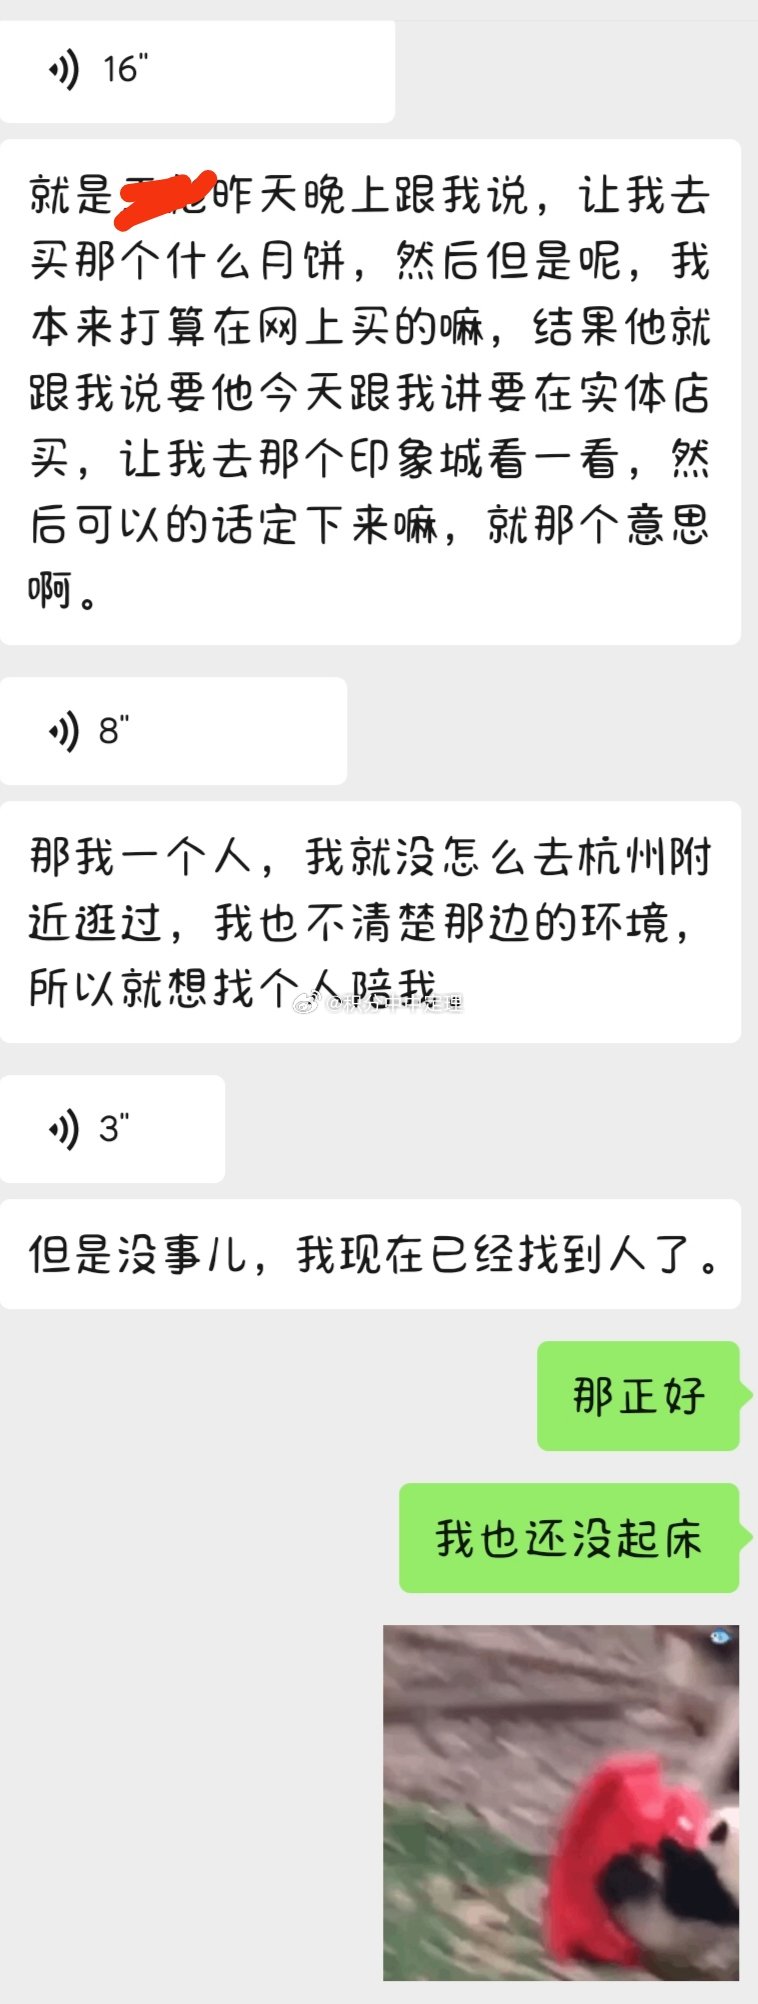 16"
就是昨天晚上跟我说，让我去
买那个什么月饼，然后但是呢，我
本来打算在网上买的嘛，结果他就
跟我说要他今天跟我讲要在实体店
买，让我去那个印象城看一看，然
后可以的话定下来嘛，就那个意思
啊。
8"
那我一个人，我就没怎么去杭州附
近逛过，我也不清楚那边的环境，
所以就想找个人陪我
@积分中中定理
3"
但是没事儿，我现在已经找到人了。
那正好
我也还没起床